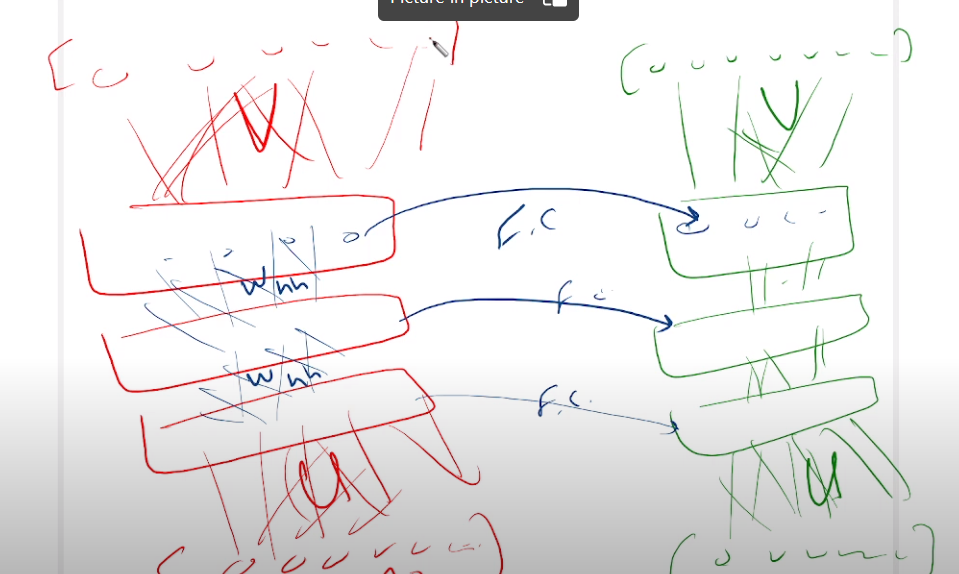 Picture in picture
V V
F.C
Whh
F C
Whh
F.C.
U U